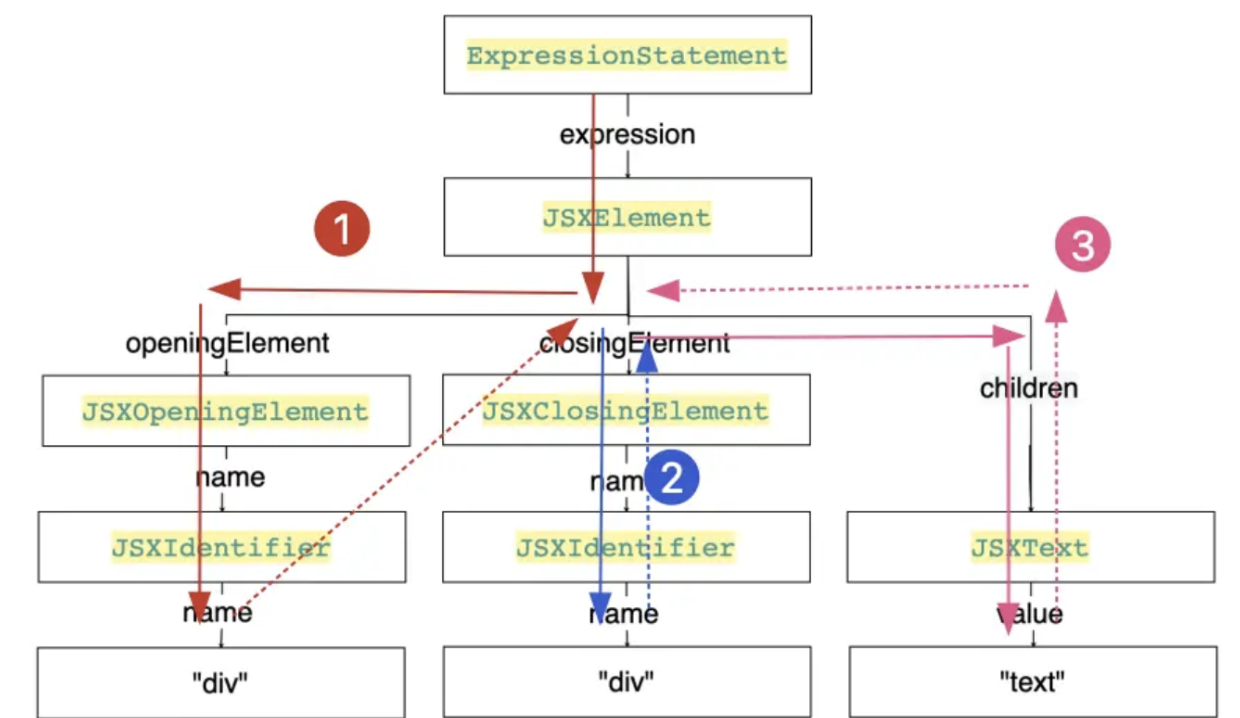 ExpressionStatement
expression
JSXElement
1
3
openingElement
closingElement
children
JSXOpeningElement
JSXClosingElement
name
nam
2
JSXIdentifier
JSXIdentifier
JSXText
name
name
value
"div"
"div"
"text"